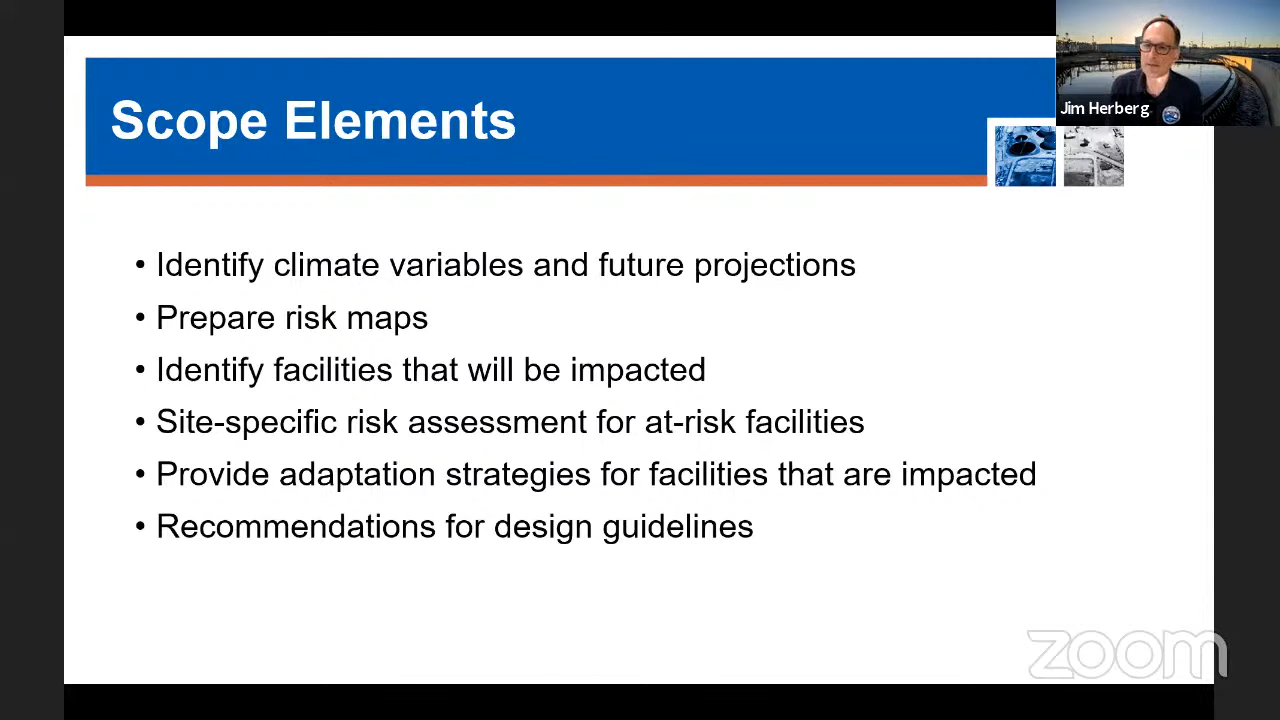 Scope Elements
Jim Herberg
• Identify climate variables and future projections
• Prepare risk maps
• Identify facilities that will be impacted
• Site-specific risk assessment for at-risk facilities
• Provide adaptation strategies for facilities that are impacted
• Recommendations for design guidelines
zoom